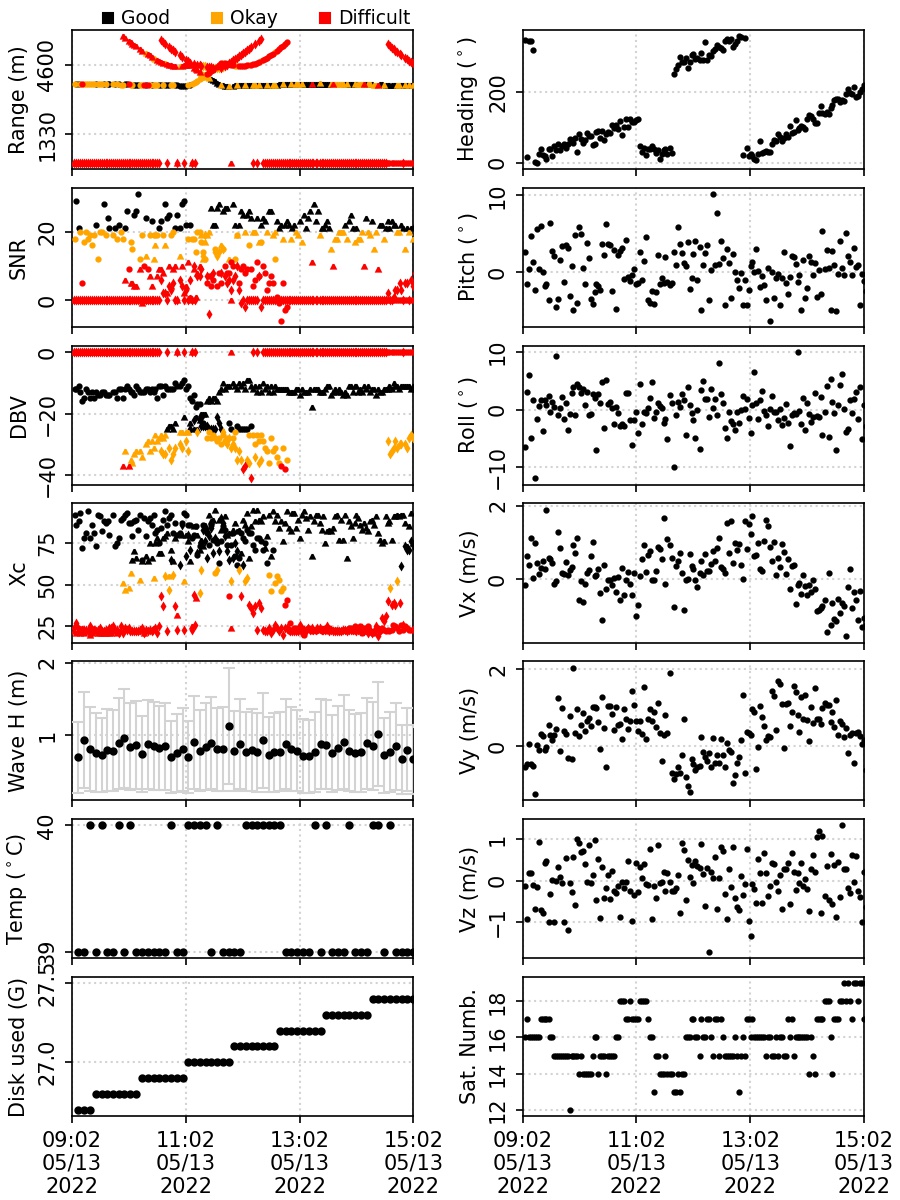 Good Okay Difficult
Range (m)
4600
1330
Heading (°)
200
0
SNR
20
0
Pitch (°)
10
0
DBV
0
−20
−40
Roll (°)
10
0
−10
Xc
75
50
25
Vx (m/s)
2
0
Wave H (m)
2
1
Vy (m/s)
2
0
Temp (°C)
40
39
Vz (m/s)
1
0
−1
Disk used (G)
27.5
27.0
Sat. Numb.
18
16
14
12
09:02 11:02 13:02 15:02 09:02 11:02 13:02 15:02
05/13 05/13 05/13 05/13 05/13 05/13 05/13 05/13
2022 2022 2022 2022 2022 2022 2022 2022